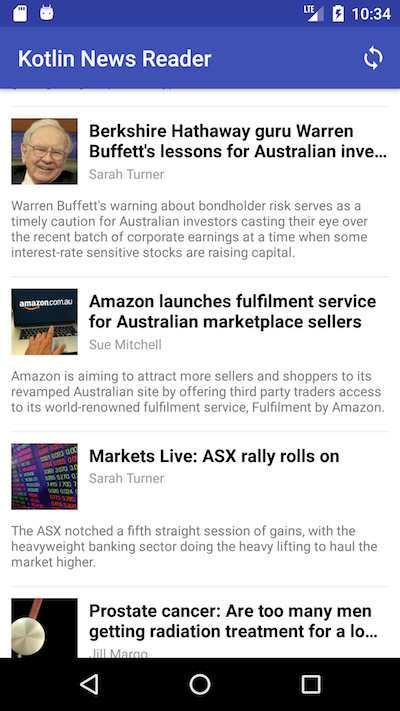 LTE 10:34
Kotlin News Reader
Berkshire Hathaway guru Warren
Buffett's lessons for Australian inve…
Sarah Turner
Warren Buffett's warning about bondholder risk serves as a
timely caution for Australian investors casting their eye over
the recent batch of corporate earnings at a time when some
interest-rate sensitive stocks are raising capital.
amazon.com.au
Amazon launches fulfilment service
for Australian marketplace sellers
Sue Mitchell
Amazon is aiming to attract more sellers and shoppers to its
revamped Australian site by offering third party traders access
to its world-renowned fulfilment service, Fulfilment by Amazon.
Markets Live: ASX rally rolls on
Sarah Turner
The ASX notched a fifth straight session of gains, with the
heavyweight banking sector doing the heavy lifting to haul the
market higher.
Prostate cancer: Are too many men
getting radiation treatment for a lo…
Jill Margo